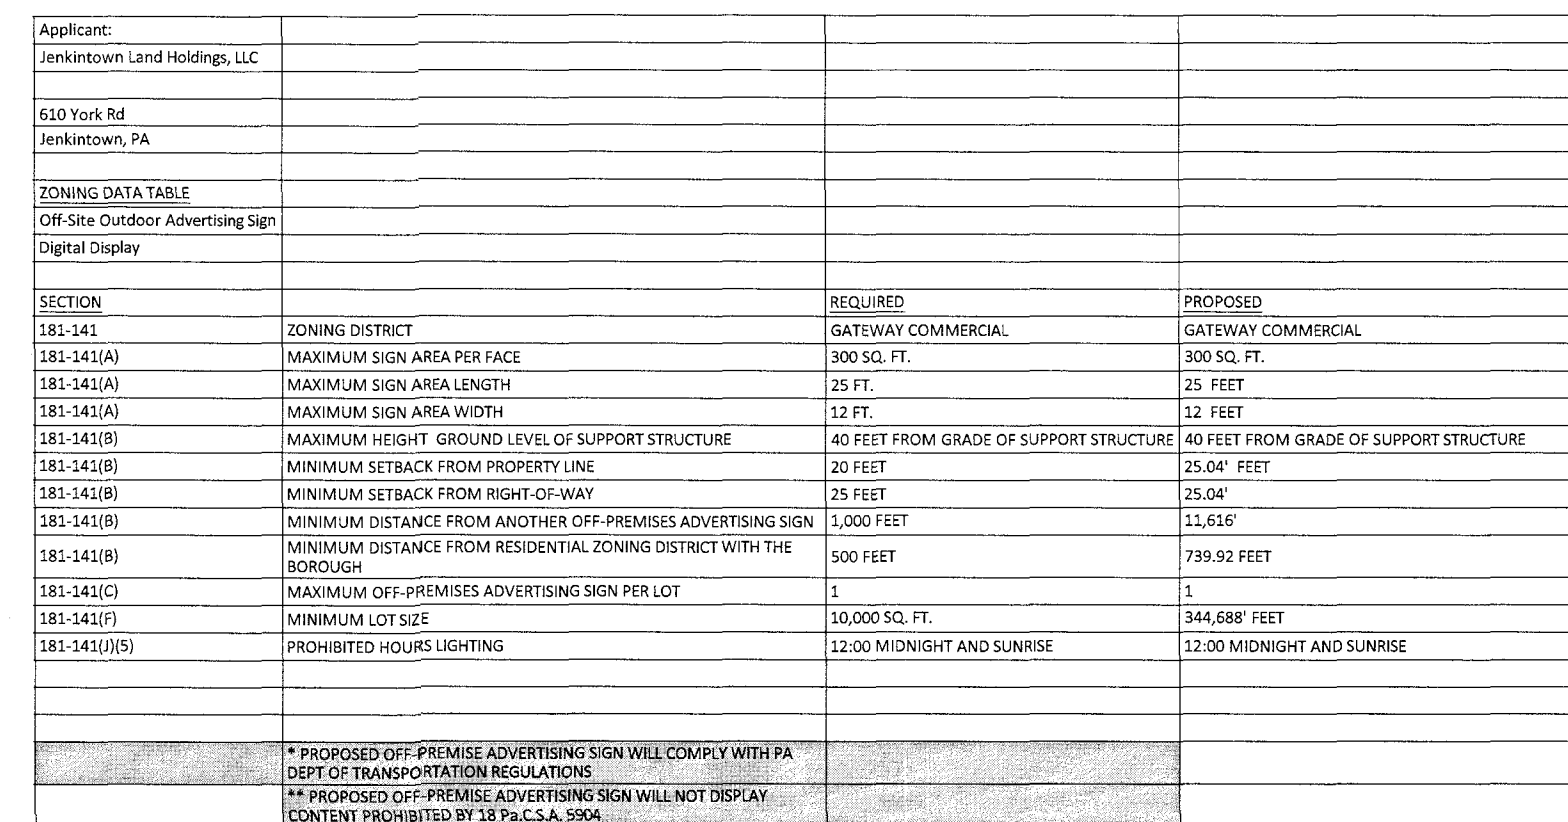 Applicant:
Jenkintown Land Holdings, LLC
610 York Rd
Jenkintown, PA
ZONING DATA TABLE
Off-Site Outdoor Advertising Sign
Digital Display
SECTION REQUIRED PROPOSED
181-141 ZONING DISTRICT GATEWAY COMMERCIAL GATEWAY COMMERCIAL
181-141(A) MAXIMUM SIGN AREA PER FACE 300 SQ. FT. 300 SQ. FT.
181-141(A) MAXIMUM SIGN AREA LENGTH 25 FT. 25 FEET
181-141(A) MAXIMUM SIGN AREA WIDTH 12 FT. 12 FEET
181-141(B) MAXIMUM HEIGHT GROUND LEVEL OF SUPPORT STRUCTURE 40 FEET FROM GRADE OF SUPPORT STRUCTURE 40 FEET FROM GRADE OF SUPPORT STRUCTURE
181-141(B) MINIMUM SETBACK FROM PROPERTY LINE 20 FEET 25.04' FEET
181-141(B) MINIMUM SETBACK FROM RIGHT-OF-WAY 25 FEET 25.04'
181-141(B) MINIMUM DISTANCE FROM ANOTHER OFF-PREMISES ADVERTISING SIGN 1,000 FEET 11,616'
181-141(B) MINIMUM DISTANCE FROM RESIDENTIAL ZONING DISTRICT WITH THE
BOROUGH 500 FEET 739.92 FEET
181-141(C) MAXIMUM OFF-PREMISES ADVERTISING SIGN PER LOT 1 1
181-141(F) MINIMUM LOT SIZE 10,000 SQ. FT. 344,688' FEET
181-141(J)(5) PROHIBITED HOURS LIGHTING 12:00 MIDNIGHT AND SUNRISE 12:00 MIDNIGHT AND SUNRISE
* PROPOSED OFF-PREMISE ADVERTISING SIGN WILL COMPLY WITH PA
DEPT OF TRANSPORTATION REGULATIONS
** PROPOSED OFF-PREMISE ADVERTISING SIGN WILL NOT DISPLAY
CONTENT PROHIBITED BY 18 Pa.C.S.A. 5904